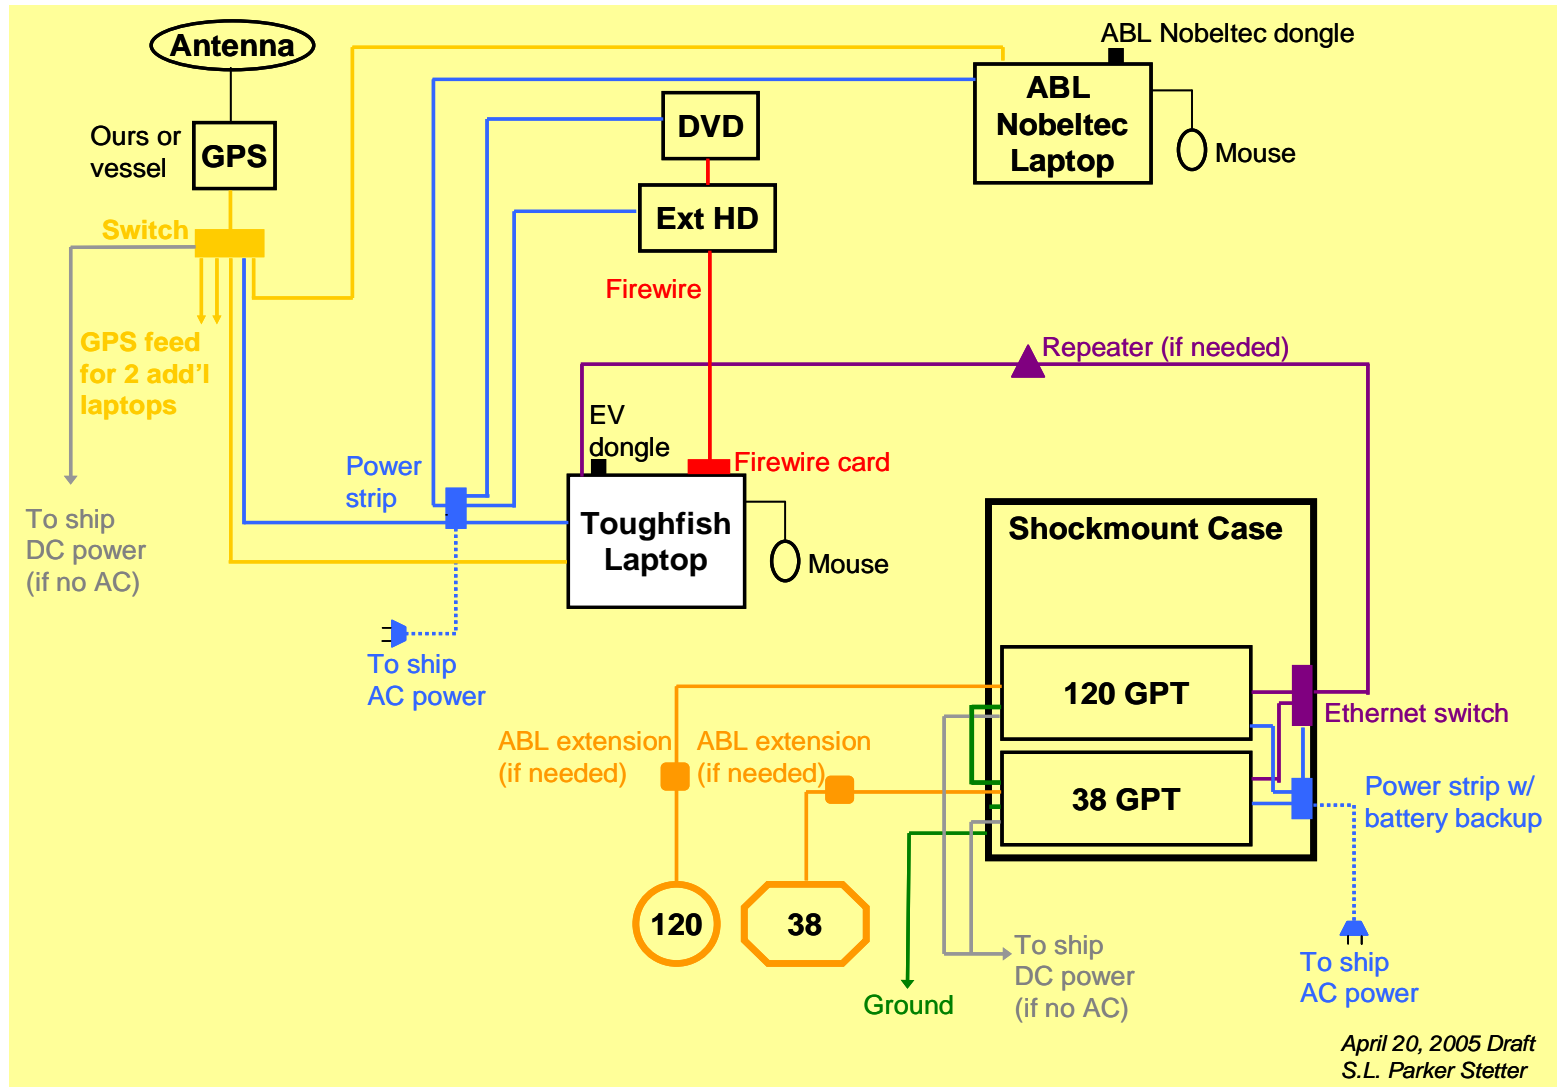 Antenna
ABL Nobeltec dongle
Ours or
vessel
GPS
DVD
ABL
Nobeltec
Laptop
Mouse
Switch
Ext HD
Firewire
GPS feed
for 2 add'l
laptops
Repeater (if needed)
EV
dongle
Firewire card
Power
strip
To ship
DC power
(if no AC)
Toughfish
Laptop
Mouse
Shockmount Case
To ship
AC power
120 GPT
Ethernet switch
ABL extension
(if needed)
ABL extension
(if needed)
38 GPT
Power strip w/
battery backup
120
38
To ship
DC power
(if no AC)
To ship
AC power
Ground
April 20, 2005 Draft
S.L. Parker Stetter